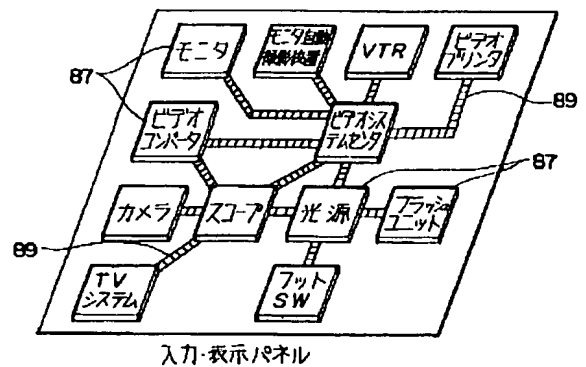 モニタ
モニタ自動
撮影装置
VTR
ビデオ
プリンタ
87
89
ビデオ
コンバータ
ビデオシス
テムセンタ
87
カメラ
スコープ
光源
フラッシュ
ユニット
89
TV
システム
フット
SW
入力・表示パネル